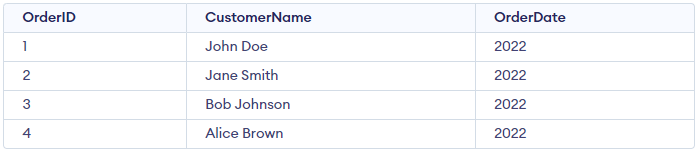 OrderID CustomerName OrderDate
1 John Doe 2022
2 Jane Smith 2022
3 Bob Johnson 2022
4 Alice Brown 2022